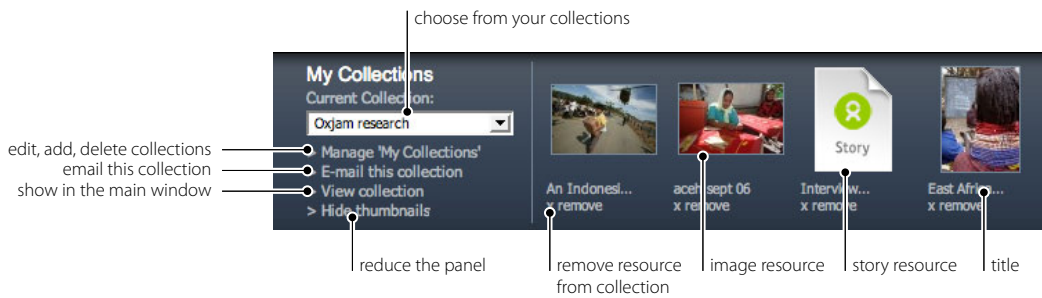 choose from your collections
My Collections
Current Collection:
Oxjam research
edit, add, delete collections
> Manage 'My Collections'
email this collection
> E-mail this collection
show in the main window
> View collection
> Hide thumbnails
An Indonesi...
x remove
aceh sept 06
x remove
Story
Interview...
x remove
East Africa...
x remove
reduce the panel
remove resource
from collection
image resource
story resource
title